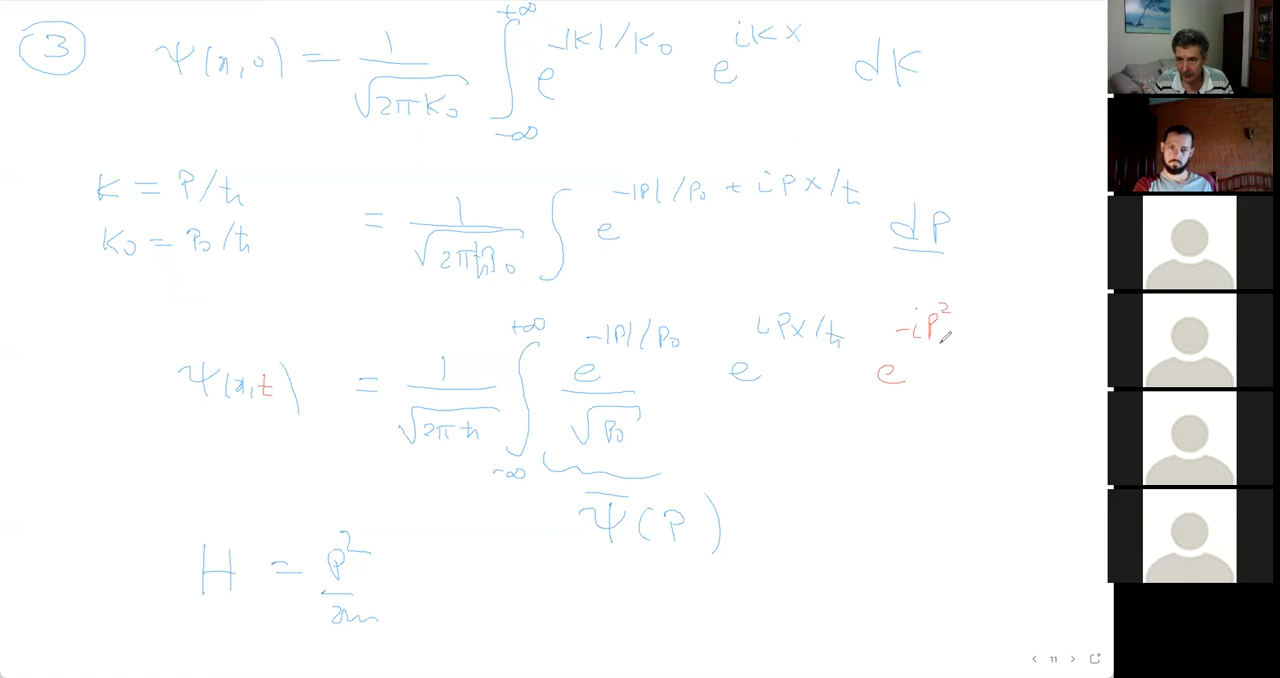 ③ Ψ(x,0) = 1/√(2πK₀) ∫_{-∞}^{+∞} e^{-|K|/K₀} e^{iKx} dK
K = P/ħ
K₀ = P₀/ħ
= 1/√(2πħP₀) ∫ e^{-|P|/P₀ + iPx/ħ} dP
Ψ(x,t) = 1/√(2πħ) ∫_{-∞}^{+∞} e^{-|P|/P₀}/√P₀ e^{iPx/ħ} e^{-iP²
Ψ̄(P)
H = P²/2m
< 11 >